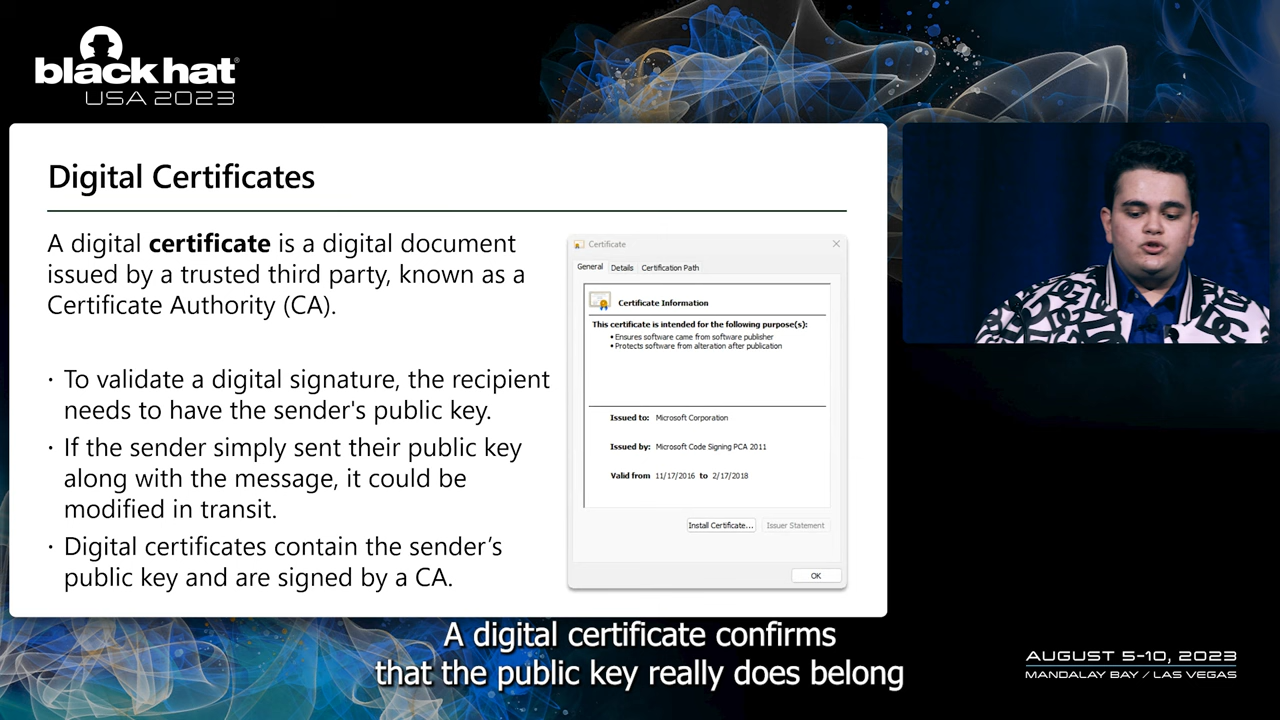 black hat®
USA 2023
Digital Certificates
A digital certificate is a digital document
issued by a trusted third party, known as a
Certificate Authority (CA).
· To validate a digital signature, the recipient
needs to have the sender's public key.
· If the sender simply sent their public key
along with the message, it could be
modified in transit.
· Digital certificates contain the sender’s
public key and are signed by a CA.
Certificate
General Details Certification Path
Certificate Information
This certificate is intended for the following purpose(s):
• Ensures software came from software publisher
• Protects software from alteration after publication
Issued to: Microsoft Corporation
Issued by: Microsoft Code Signing PCA 2011
Valid from 11/17/2016 to 2/17/2018
Install Certificate... Issuer Statement
OK
A digital certificate confirms
that the public key really does belong
AUGUST 5-10, 2023
MANDALAY BAY / LAS VEGAS